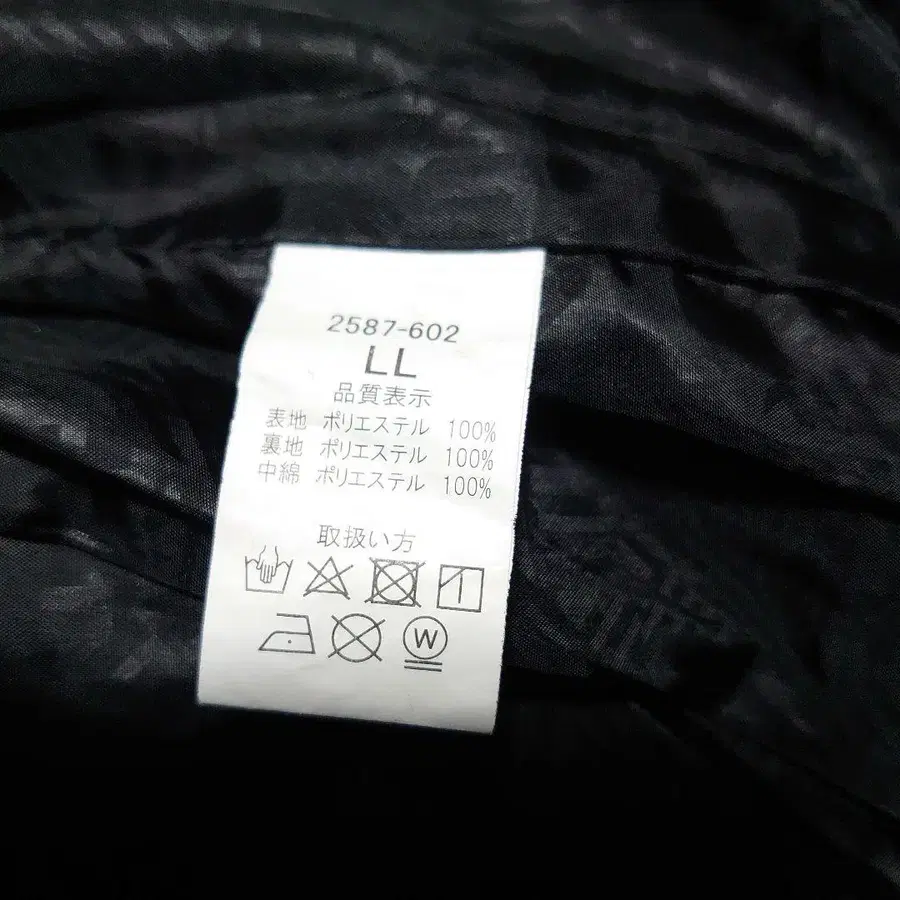 2587-602
LL
品質表示
表地 ポリエステル 100%
裏地 ポリエステル 100%
中綿 ポリエステル 100%
取扱い方
W